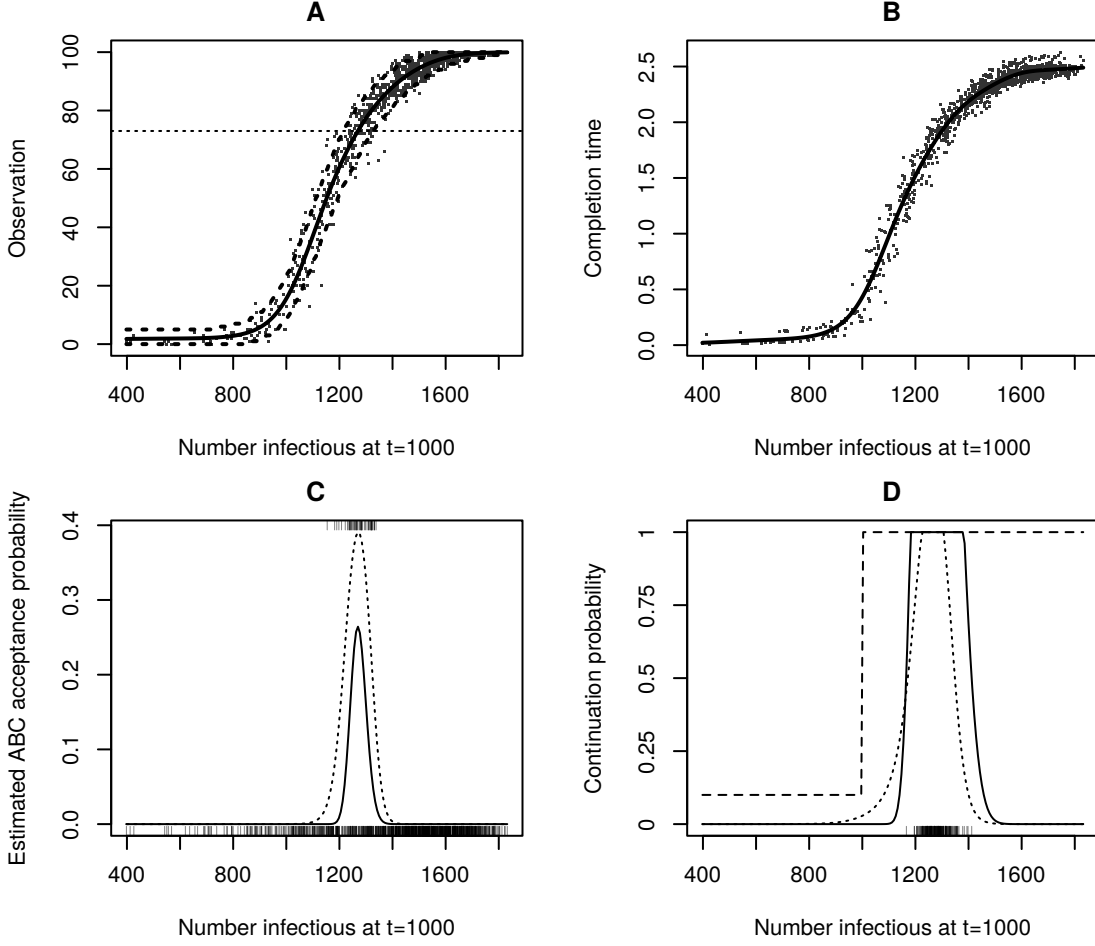 A
Observation
100
80
60
40
20
0
400 800 1200 1600
Number infectious at t=1000
B
Completion time
2.5
2.0
1.5
1.0
0.5
0.0
400 800 1200 1600
Number infectious at t=1000
C
Estimated ABC acceptance probability
0.4
0.3
0.2
0.1
0.0
400 800 1200 1600
Number infectious at t=1000
D
Continuation probability
1
0.75
0.5
0.25
0
400 800 1200 1600
Number infectious at t=1000